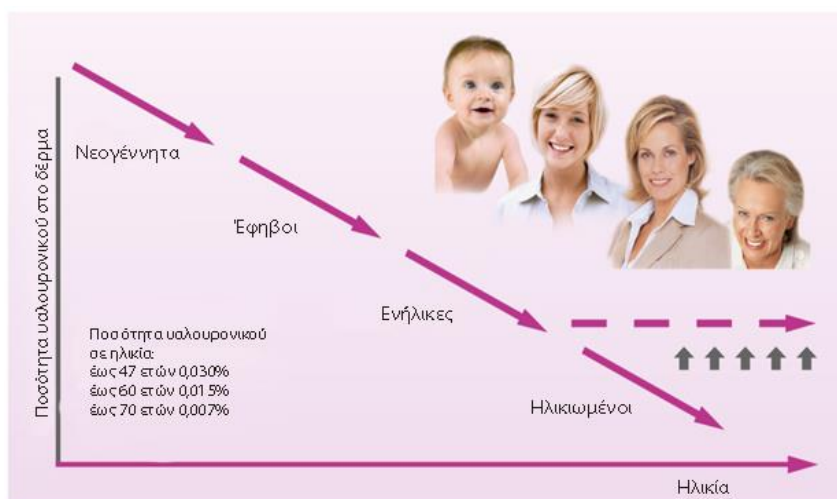 Ποσότητα υαλουρονικού στο δέρμα
Νεογέννητα
Έφηβοι
Ενήλικες
Ποσότητα υαλουρονικού
σε ηλικία:
έως 47 ετών 0,030%
έως 60 ετών 0,015%
έως 70 ετών 0,007%
Ηλικιωμένοι
Ηλικία